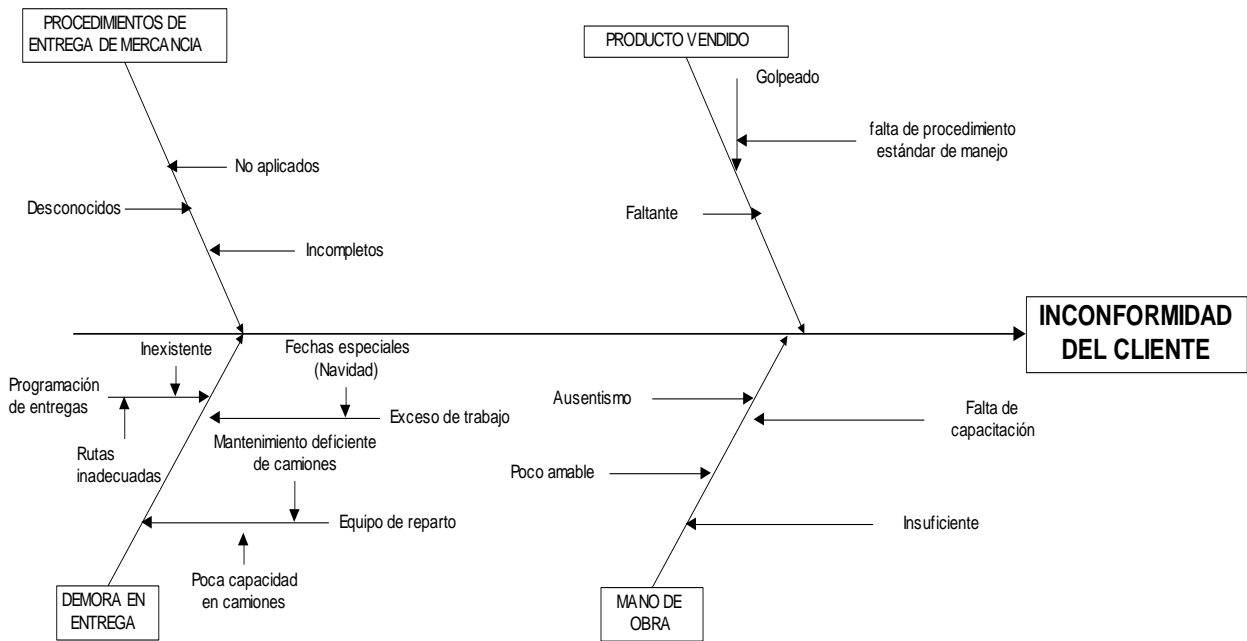 PROCEDIMIENTOS DE
ENTREGA DE MERCANCIA
PRODUCTO VENDIDO
Golpeado
falta de procedimiento
estándar de manejo
No aplicados
Desconocidos
Faltante
Incompletos
INCONFORMIDAD
DEL CLIENTE
Inexistente
Fechas especiales
(Navidad)
Programación
de entregas
Exceso de trabajo
Rutas
inadecuadas
Mantenimiento deficiente
de camiones
Equipo de reparto
Poca capacidad
en camiones
Ausentismo
Falta de
capacitación
Poco amable
Insuficiente
DEMORA EN
ENTREGA
MANO DE
OBRA